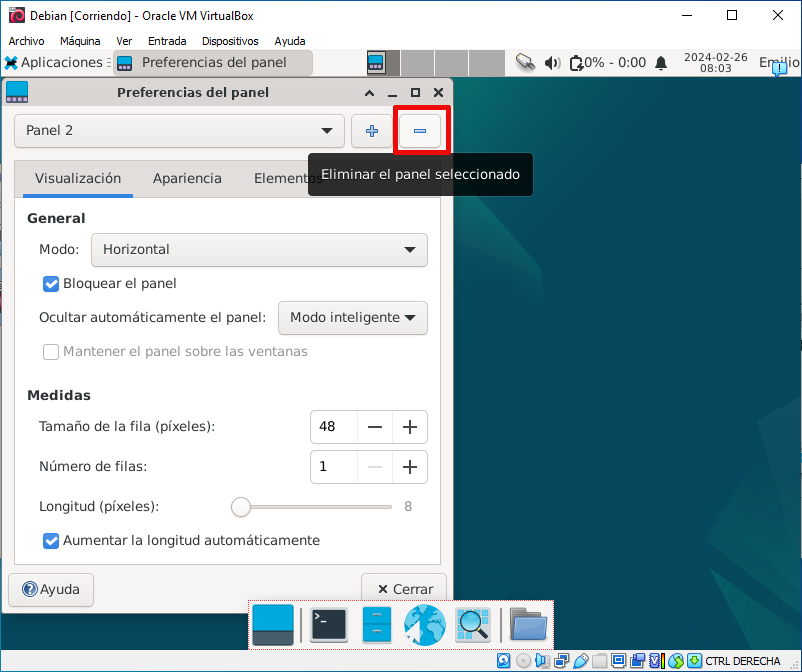 Debian [Corriendo] - Oracle VM VirtualBox
Archivo Máquina Ver Entrada Dispositivos Ayuda
Aplicaciones Preferencias del panel 0% - 0:00 2024-02-26 08:03 Emilio
Preferencias del panel
Panel 2
Eliminar el panel seleccionado
Visualización Apariencia Elementos
General
Modo: Horizontal
Bloquear el panel
Ocultar automáticamente el panel: Modo inteligente
Mantener el panel sobre las ventanas
Medidas
Tamaño de la fila (píxeles): 48
Número de filas: 1
Longitud (píxeles): 8
Aumentar la longitud automáticamente
Ayuda Cerrar
CTRL DERECHA